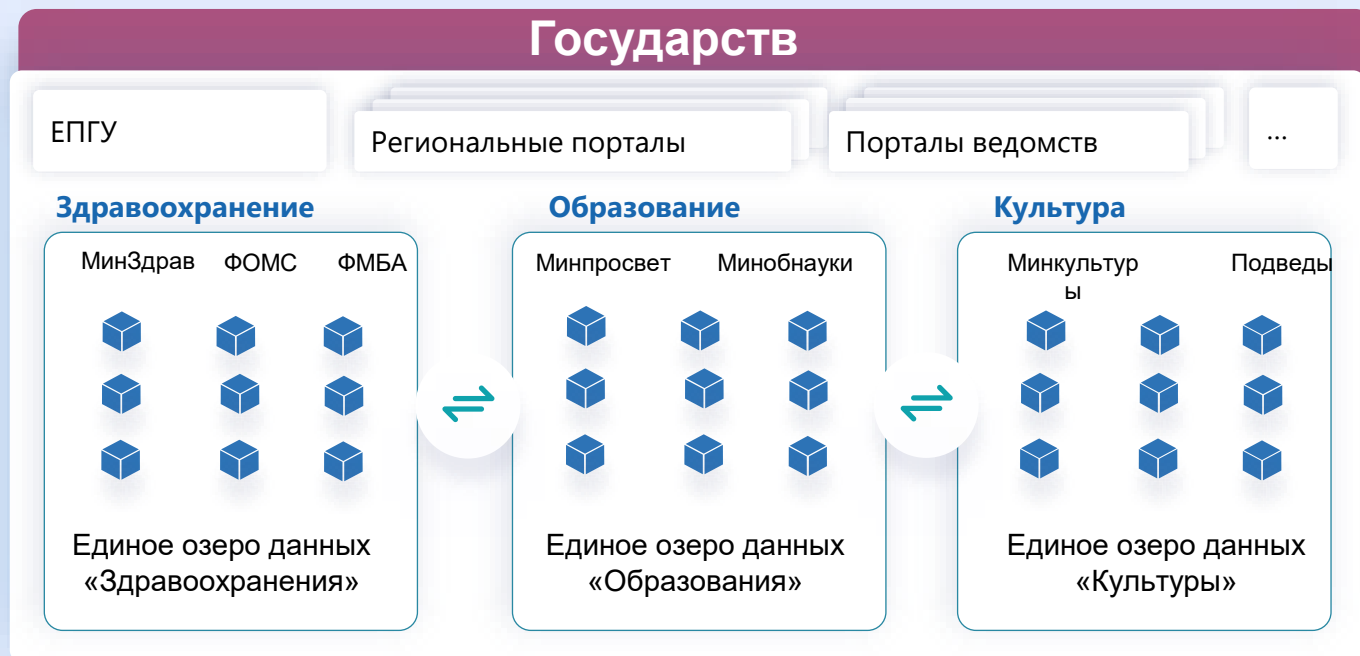 Государств
ЕПГУ
Региональные порталы
Порталы ведомств
...
Здравоохранение
Образование
Культура
МинЗдрав ФОМС ФМБА
Минпросвет Минобнауки
Минкультур
ы
Подведы
Единое озеро данных
«Здравоохранения»
Единое озеро данных
«Образования»
Единое озеро данных
«Культуры»